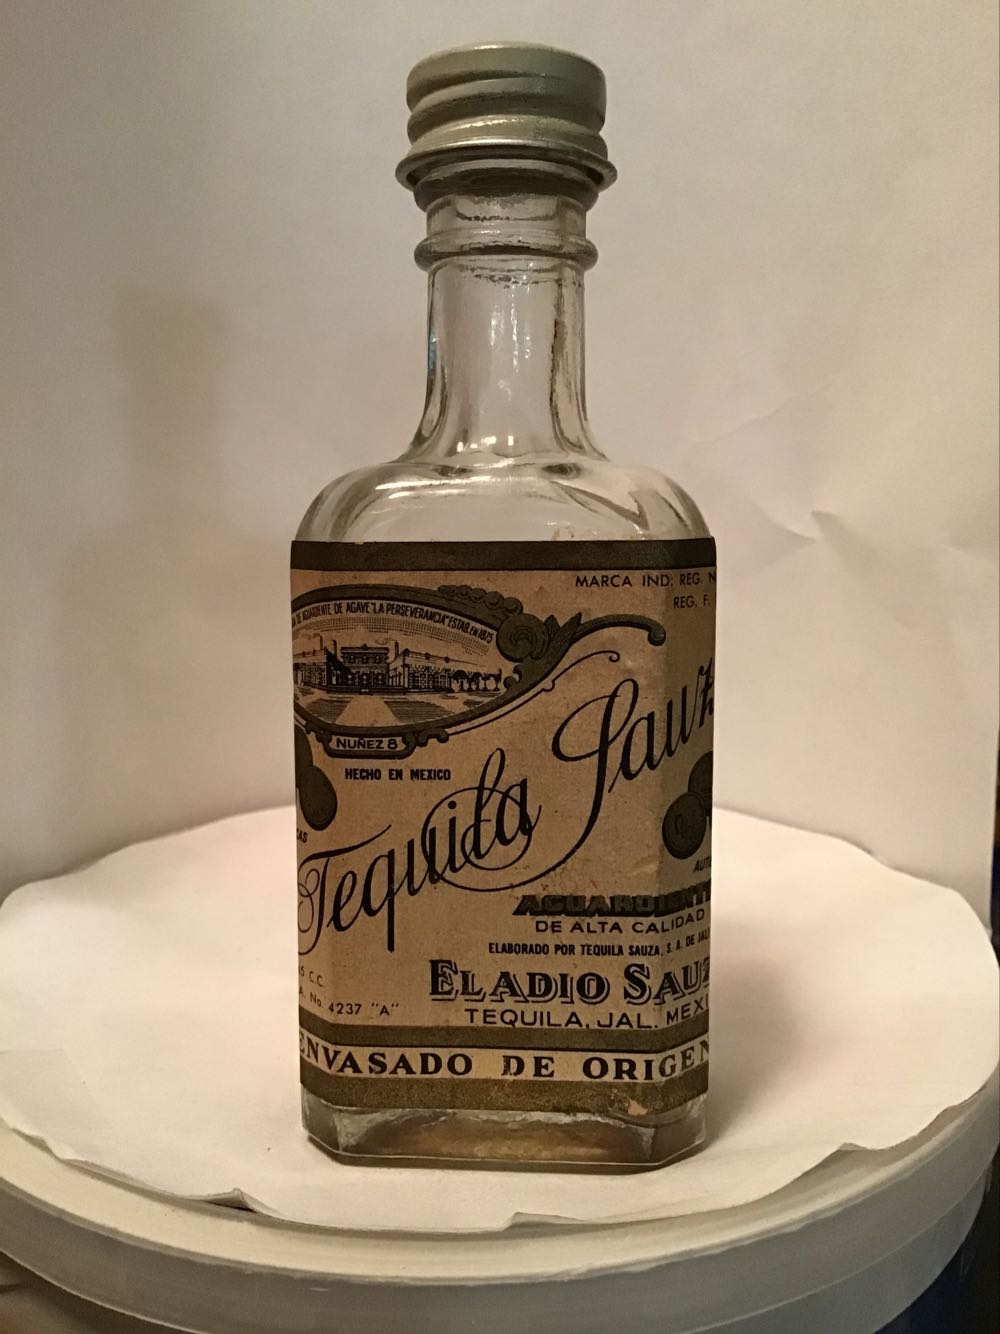 MARCA IND. REG. N
REG. F.
DE AGUARDIENTE DE AGAVE "LA PERSEVERANCIA" ESTAB. EN 1875
NUÑEZ 8
HECHO EN MEXICO
Tequila Sauz
AGUARDIENTE
DE ALTA CALIDAD
ELABORADO POR TEQUILA SAUZA, S. A. DE JAL
ELADIO SAUZ
TEQUILA, JAL. MEXI
C.C.
No. 4237 "A"
ENVASADO DE ORIGEN